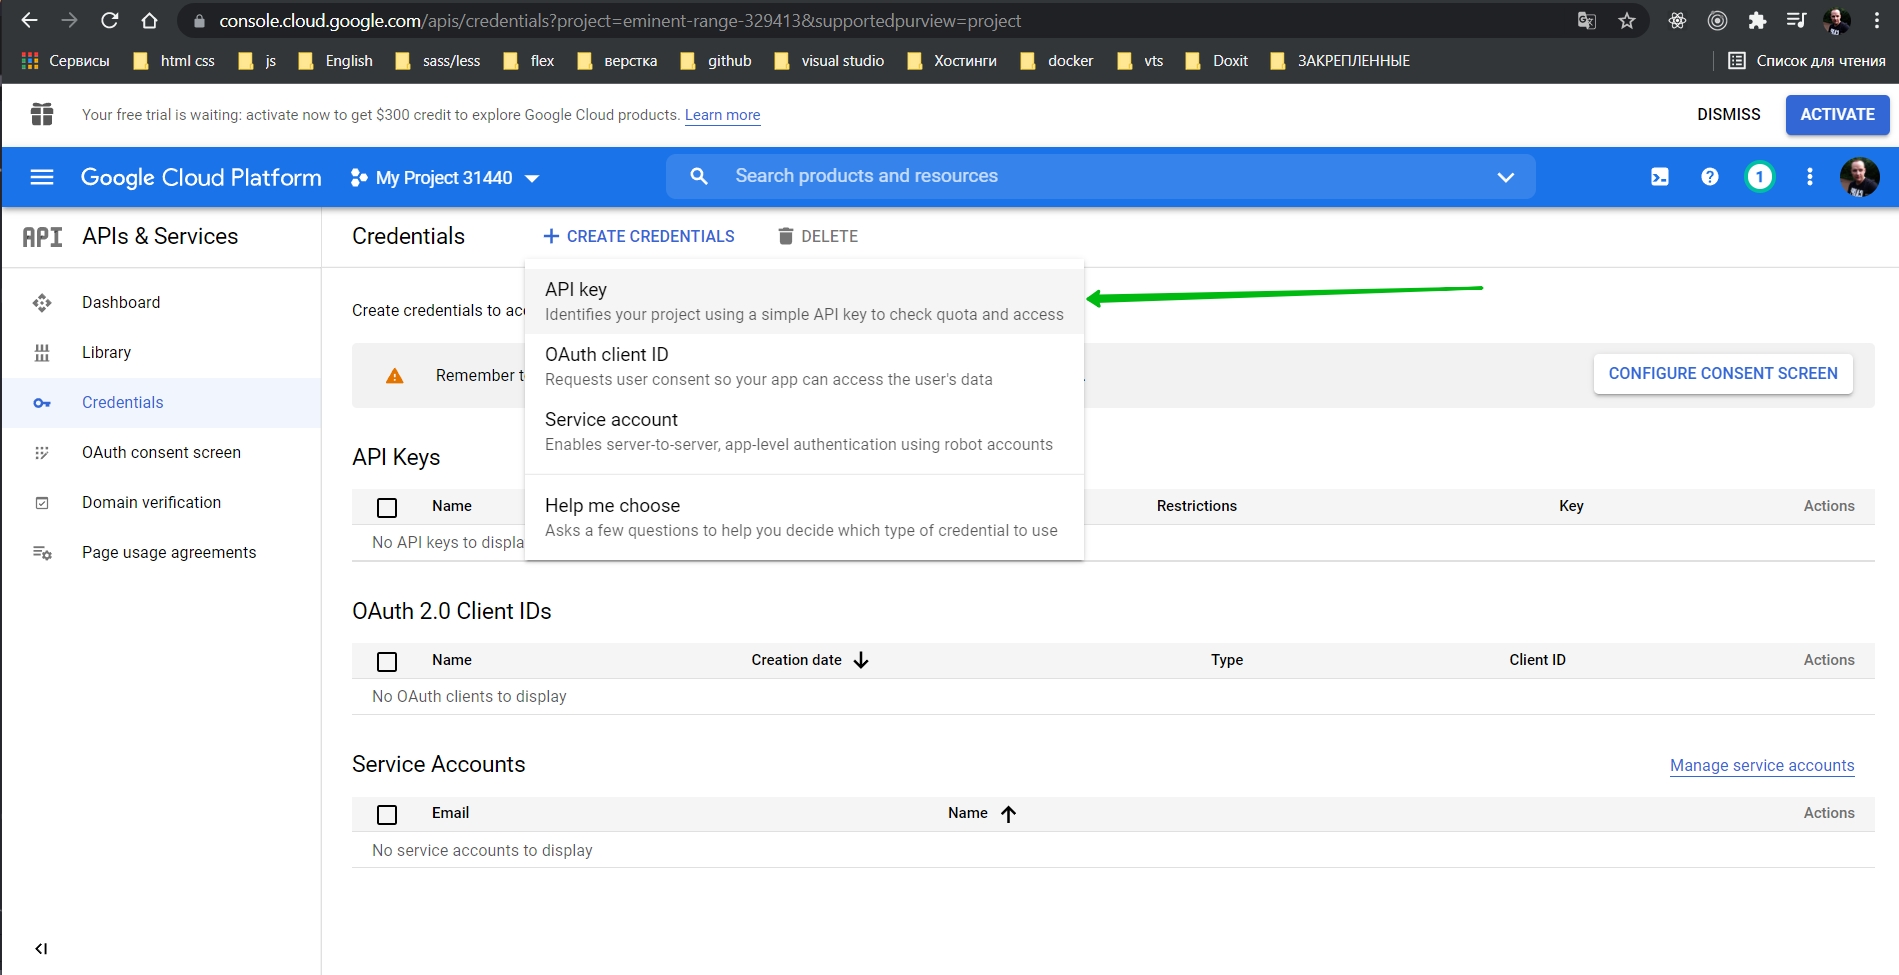 console.cloud.google.com/apis/credentials?project=eminent-range-329413&supportedpurview=project
Сервисы html css js English sass/less flex верстка github visual studio Хостинги docker vts Doxit ЗАКРЕПЛЕННЫЕ Список для чтения
Your free trial is waiting: activate now to get $300 credit to explore Google Cloud products. Learn more DISMISS ACTIVATE
Google Cloud Platform My Project 31440 Search products and resources 1
API APIs & Services Credentials + CREATE CREDENTIALS DELETE
Dashboard
Library
Credentials
OAuth consent screen
Domain verification
Page usage agreements
Create credentials to acc
Remember t
CONFIGURE CONSENT SCREEN
API key
Identifies your project using a simple API key to check quota and access
OAuth client ID
Requests user consent so your app can access the user's data
Service account
Enables server-to-server, app-level authentication using robot accounts
Help me choose
Asks a few questions to help you decide which type of credential to use
API Keys
Name Restrictions Key Actions
No API keys to displa
OAuth 2.0 Client IDs
Name Creation date Type Client ID Actions
No OAuth clients to display
Service Accounts Manage service accounts
Email Name Actions
No service accounts to display